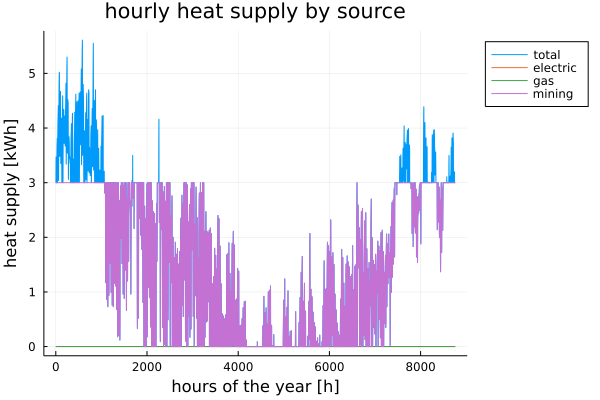 hourly heat supply by source
heat supply [kWh]
5
4
3
2
1
0
0 2000 4000 6000 8000
hours of the year [h]
total
electric
gas
mining